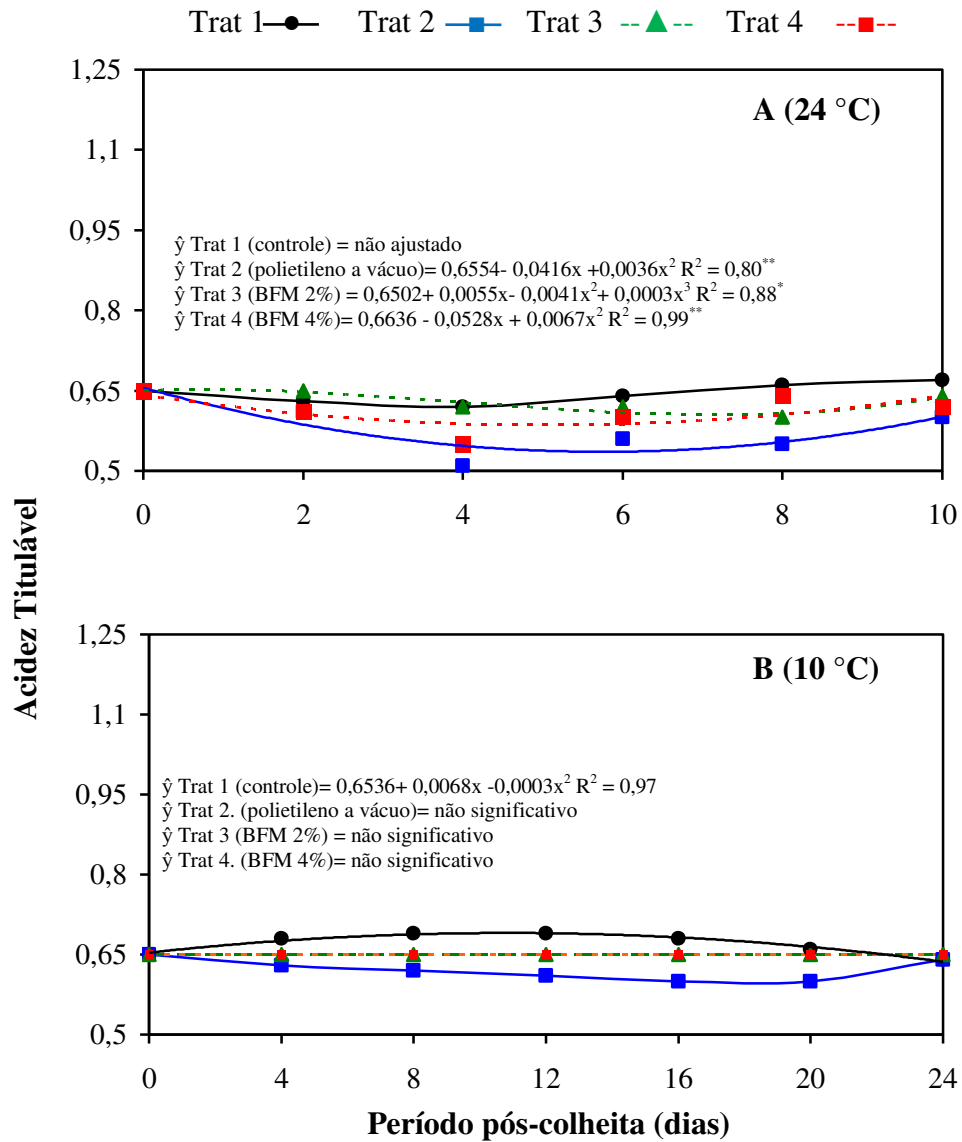 Trat 1 Trat 2 Trat 3 Trat 4
1,25
1,1
0,95
0,8
0,65
0,5
A (24 °C)
ŷ Trat 1 (controle) = não ajustado
ŷ Trat 2 (polietileno a vácuo)= 0,6554- 0,0416x +0,0036x² R² = 0,80**
ŷ Trat 3 (BFM 2%) = 0,6502+ 0,0055x- 0,0041x²+ 0,0003x³ R² = 0,88*
ŷ Trat 4 (BFM 4%)= 0,6636 - 0,0528x + 0,0067x² R² = 0,99**
0 2 4 6 8 10
Acidez Titulável
1,25
1,1
0,95
0,8
0,65
0,5
B (10 °C)
ŷ Trat 1 (controle)= 0,6536+ 0,0068x -0,0003x² R² = 0,97
ŷ Trat 2. (polietileno a vácuo)= não significativo
ŷ Trat 3 (BFM 2%) = não significativo
ŷ Trat 4. (BFM 4%)= não significativo
0 4 8 12 16 20 24
Período pós-colheita (dias)